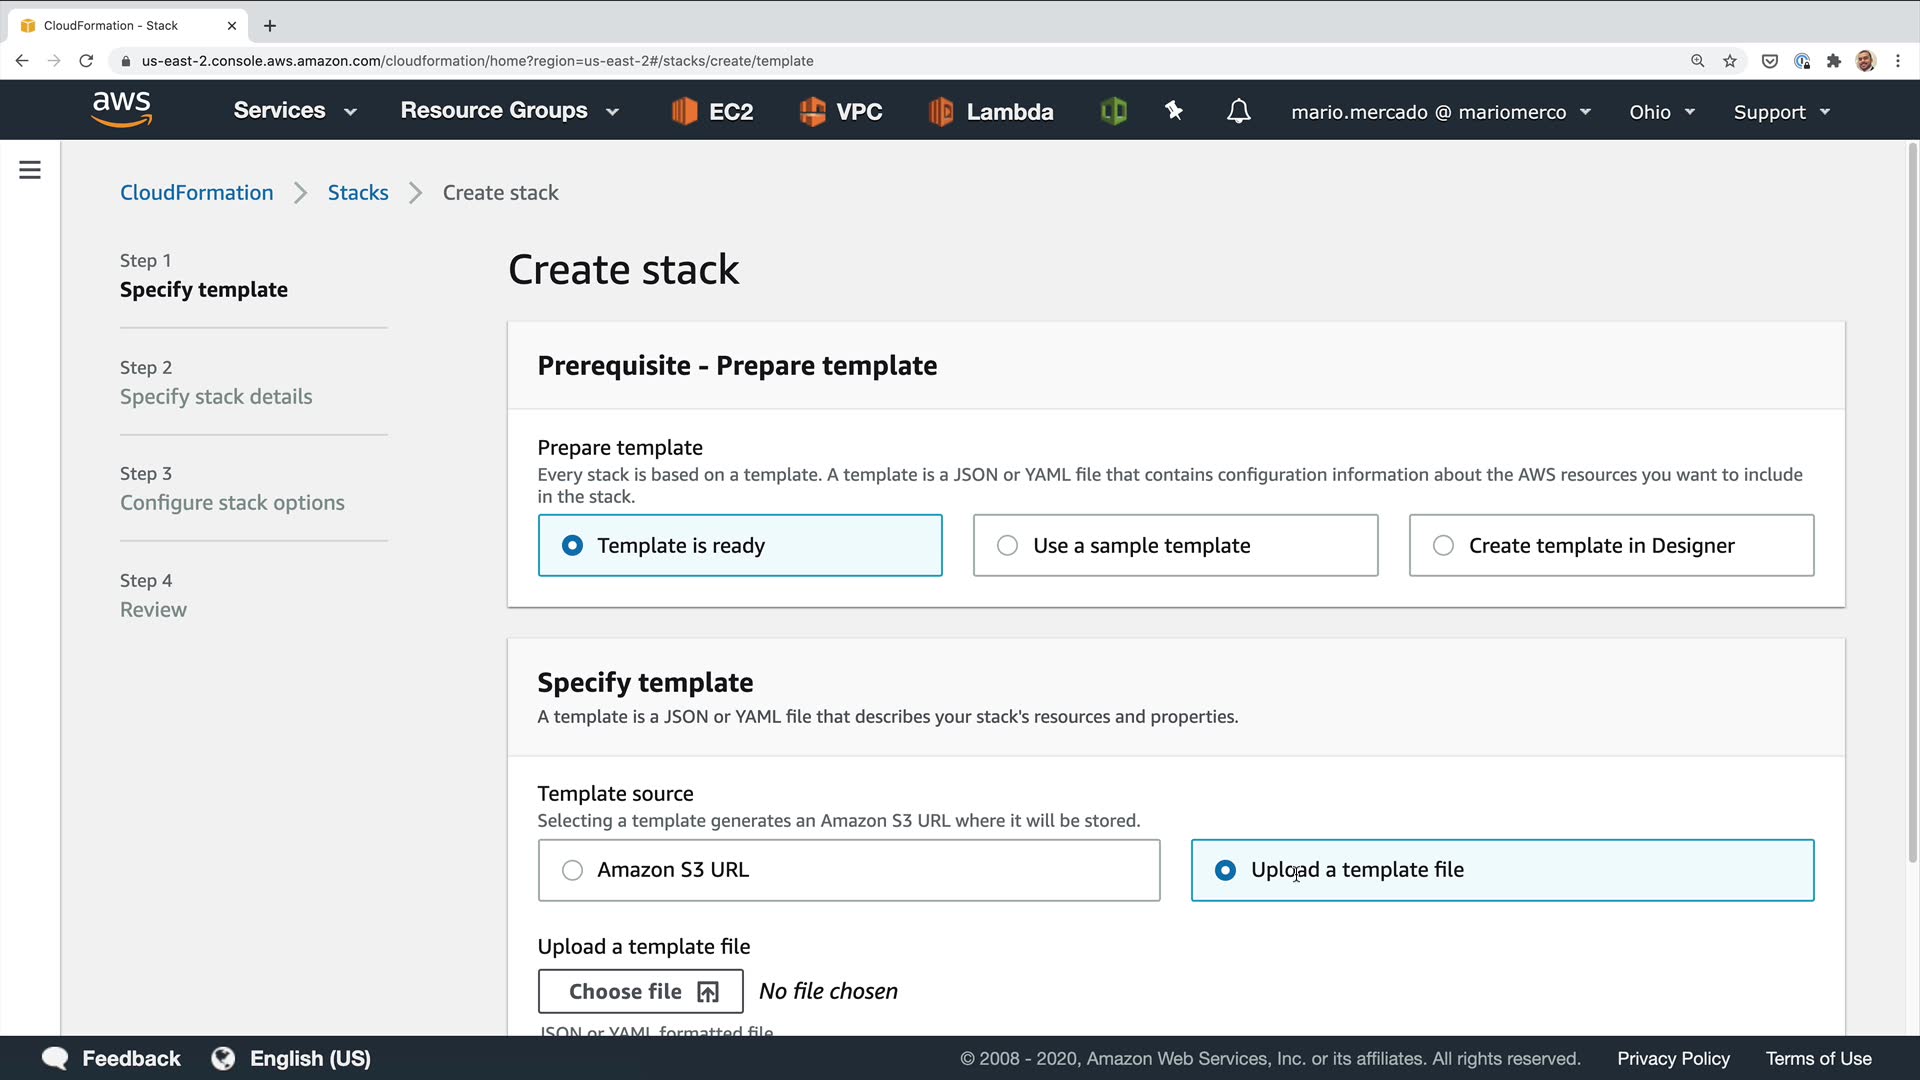 CloudFormation - Stack
us-east-2.console.aws.amazon.com/cloudformation/home?region=us-east-2#/stacks/create/template
aws
Services
Resource Groups
EC2
VPC
Lambda
mario.mercado @ mariomerco
Ohio
Support
CloudFormation
Stacks
Create stack
Step 1
Specify template
Step 2
Specify stack details
Step 3
Configure stack options
Step 4
Review
Create stack
Prerequisite - Prepare template
Prepare template
Every stack is based on a template. A template is a JSON or YAML file that contains configuration information about the AWS resources you want to include
in the stack.
Template is ready
Use a sample template
Create template in Designer
Specify template
A template is a JSON or YAML file that describes your stack's resources and properties.
Template source
Selecting a template generates an Amazon S3 URL where it will be stored.
Amazon S3 URL
Upload a template file
Upload a template file
Choose file
No file chosen
JSON or YAML formatted file
Feedback
English (US)
© 2008 - 2020, Amazon Web Services, Inc. or its affiliates. All rights reserved.
Privacy Policy
Terms of Use